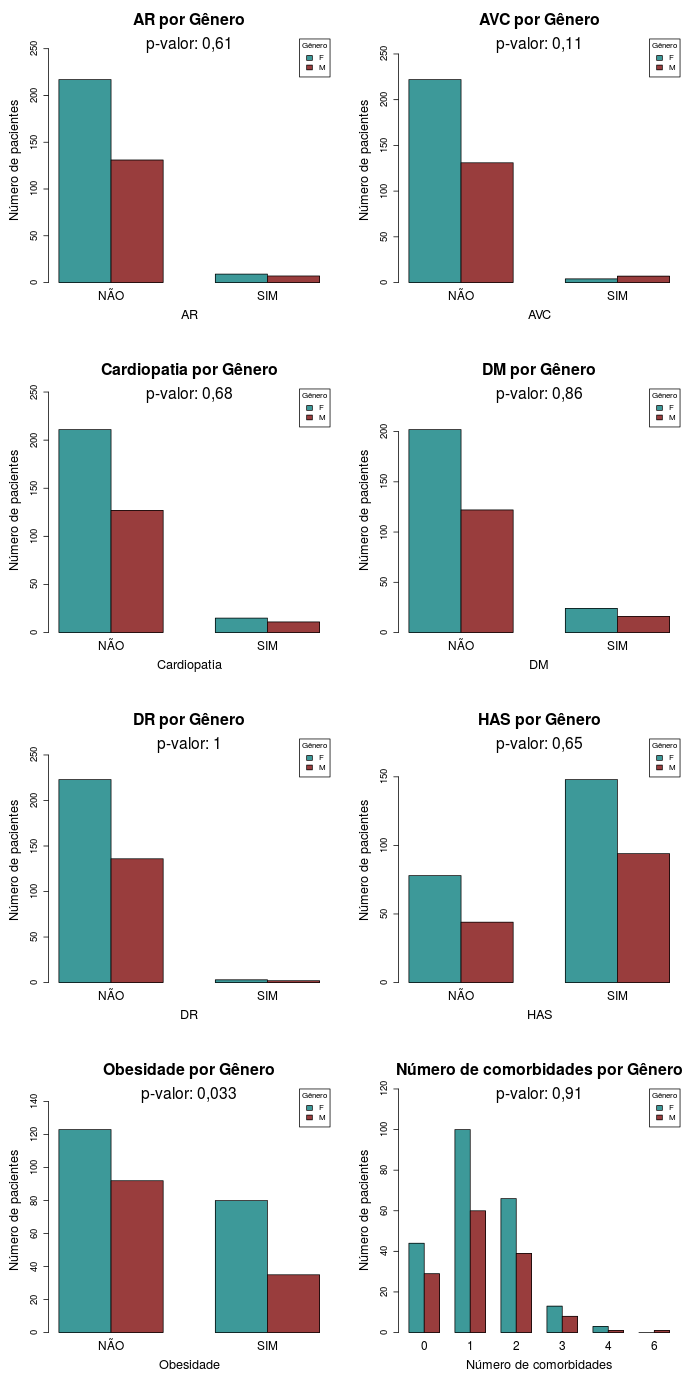 AR por Gênero
p-valor: 0,61
Gênero
F
M
Número de pacientes
0
50
100
150
200
250
NÃO
SIM
AR
AVC por Gênero
p-valor: 0,11
Gênero
F
M
Número de pacientes
0
50
100
150
200
250
NÃO
SIM
AVC
Cardiopatia por Gênero
p-valor: 0,68
Gênero
F
M
Número de pacientes
0
50
100
150
200
250
NÃO
SIM
Cardiopatia
DM por Gênero
p-valor: 0,86
Gênero
F
M
Número de pacientes
0
50
100
150
200
NÃO
SIM
DM
DR por Gênero
p-valor: 1
Gênero
F
M
Número de pacientes
0
50
100
150
200
250
NÃO
SIM
DR
HAS por Gênero
p-valor: 0,65
Gênero
F
M
Número de pacientes
0
50
100
150
NÃO
SIM
HAS
Obesidade por Gênero
p-valor: 0,033
Gênero
F
M
Número de pacientes
0
20
40
60
80
100
120
140
NÃO
SIM
Obesidade
Número de comorbidades por Gênero
p-valor: 0,91
Gênero
F
M
Número de pacientes
0
20
40
60
80
100
120
0
1
2
3
4
6
Número de comorbidades